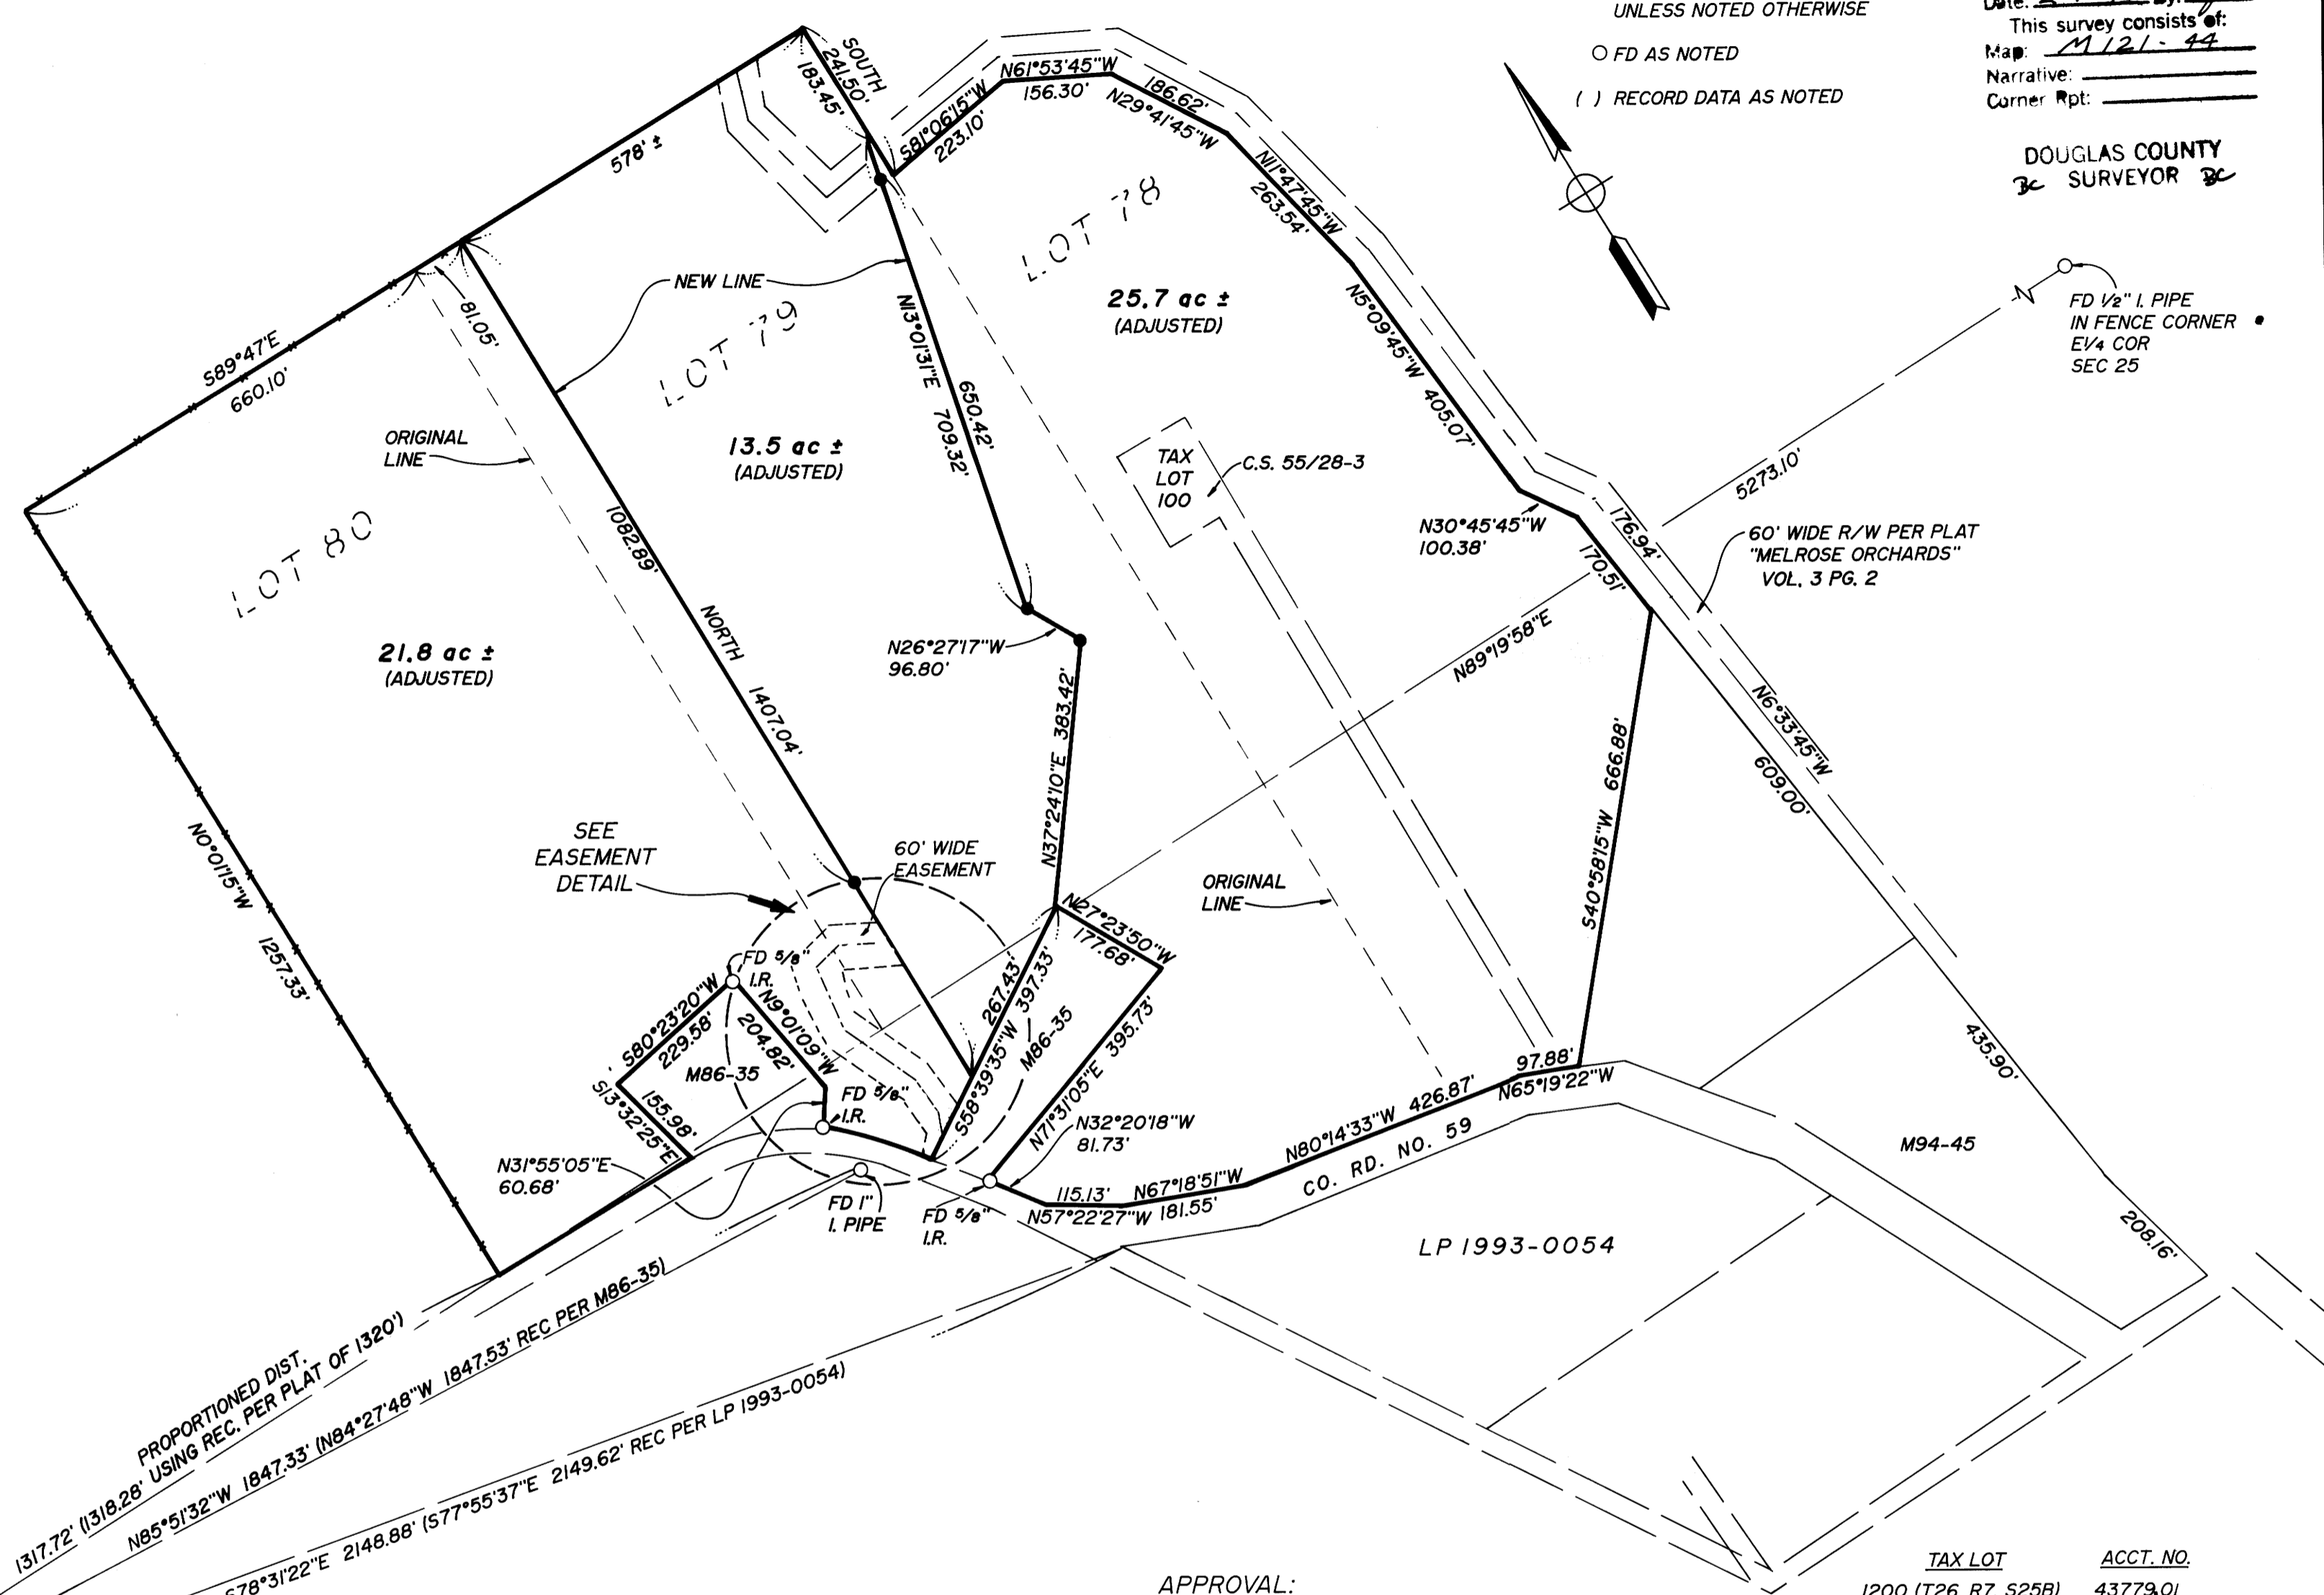 UNLESS NOTED OTHERWISE
FD AS NOTED
( ) RECORD DATA AS NOTED
Date:
This survey consists of:
Map: M121-44
Narrative:
Corner Rpt:
DOUGLAS COUNTY
BC SURVEYOR BC
N
FD 1/2" I. PIPE
IN FENCE CORNER
E1/4 COR
SEC 25
SOUTH
241.50'
183.45'
S81°06'15"W
223.10'
N61°53'45"W
156.30'
186.62'
N29°41'45"W
N11°47'45"W
263.54'
N5°09'45"W 405.07'
N30°45'45"W
100.38'
176.94'
170.51'
5273.10'
N89°19'58"E
60' WIDE R/W PER PLAT
"MELROSE ORCHARDS"
VOL. 3 PG. 2
N6°33'45"W
609.00'
435.90'
208.16'
578' ±
S89°47'E
660.10'
81.05'
NEW LINE
LOT 78
25.7 ac ±
(ADJUSTED)
LOT 79
13.5 ac ±
(ADJUSTED)
LOT 80
21.8 ac ±
(ADJUSTED)
ORIGINAL
LINE
N13°01'31"E 709.32'
650.42'
TAX
LOT
100
C.S. 55/28-3
1082.89'
NORTH 1407.04'
N26°27'17"W
96.80'
N37°24'10"E 383.42'
S40°58'15"W 666.88'
N0°01'15"W 1257.33'
SEE
EASEMENT
DETAIL
60' WIDE
EASEMENT
ORIGINAL
LINE
N27°23'50"W
177.68'
267.43'
S58°39'35"W 397.33'
M86-35
N71°31'05"E 395.73'
FD 5/8"
I.R.
S80°23'20"W
229.58'
N9°01'09"W
204.82'
M86-35
S13°32'25"E
155.98'
FD 5/8"
I.R.
N31°55'05"E
60.68'
FD 1"
I. PIPE
FD 5/8"
I.R.
N32°20'18"W
81.73'
115.13'
N57°22'27"W
N67°18'51"W
181.55'
N80°14'33"W 426.87'
97.88'
N65°19'22"W
CO. RD. NO. 59
M94-45
LP 1993-0054
PROPORTIONED DIST.
1317.72' (1318.28' USING REC. PER PLAT OF 1320')
N85°51'32"W 1847.33' (N84°27'48"W 1847.53' REC PER M86-35)
S78°31'22"E 2148.88' (S77°55'37"E 2149.62' REC PER LP 1993-0054)
APPROVAL:
TAX LOT ACCT. NO.
1200 (T26, R7, S25B) 43779.01